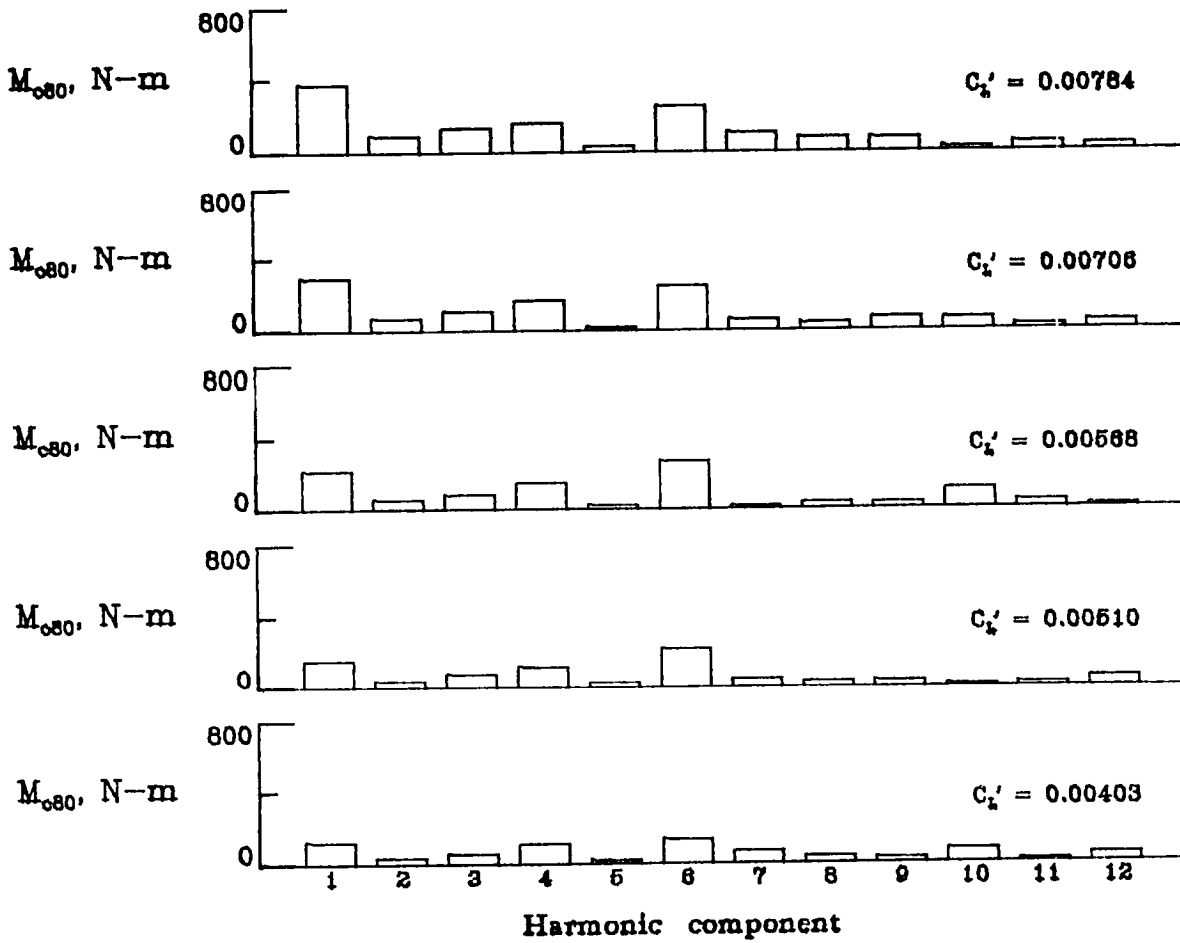 800
M_c80, N-m
C_L' = 0.00784
0
800
M_c80, N-m
C_L' = 0.00706
0
800
M_c80, N-m
C_L' = 0.00588
0
800
M_c80, N-m
C_L' = 0.00510
0
800
M_c80, N-m
C_L' = 0.00403
0
1 2 3 4 5 6 7 8 9 10 11 12
Harmonic component